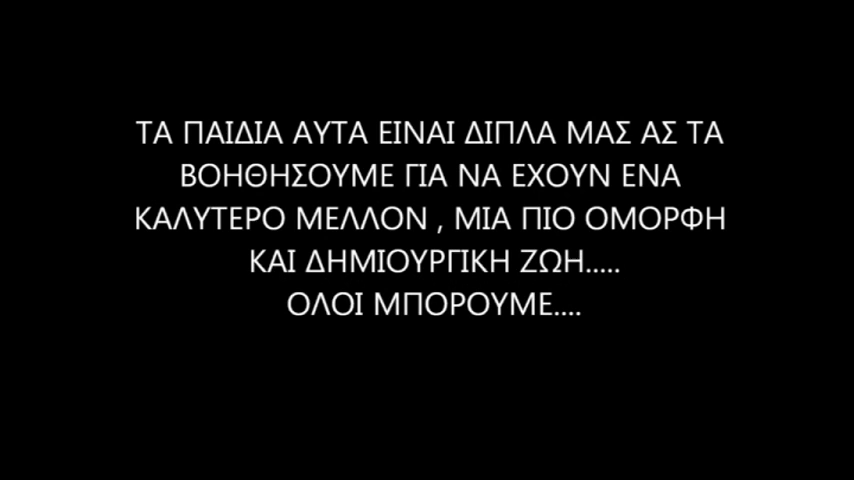 ΤΑ ΠΑΙΔΙΑ ΑΥΤΑ ΕΙΝΑΙ ΔΙΠΛΑ ΜΑΣ ΑΣ ΤΑ
ΒΟΗΘΗΣΟΥΜΕ ΓΙΑ ΝΑ ΕΧΟΥΝ ΕΝΑ
ΚΑΛΥΤΕΡΟ ΜΕΛΛΟΝ , ΜΙΑ ΠΙΟ ΟΜΟΡΦΗ
ΚΑΙ ΔΗΜΙΟΥΡΓΙΚΗ ΖΩΗ.....
ΟΛΟΙ ΜΠΟΡΟΥΜΕ....